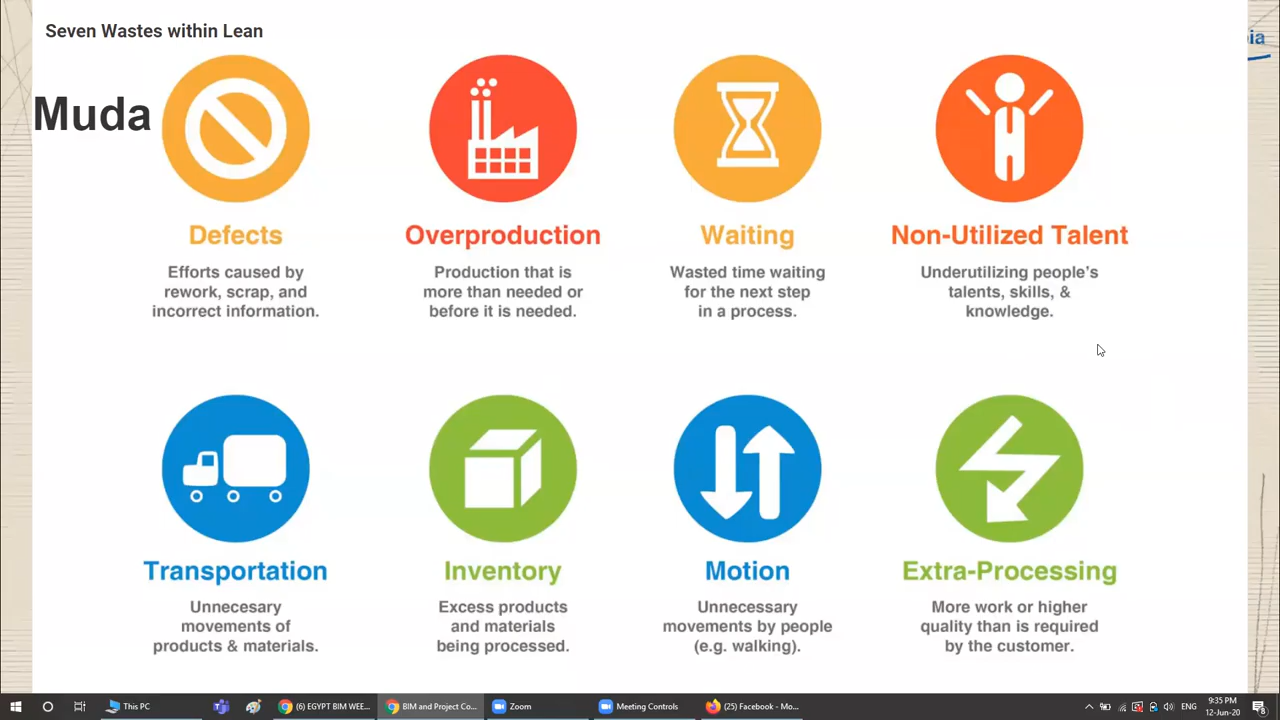 Seven Wastes within Lean
ia
Muda
Defects
Efforts caused by
rework, scrap, and
incorrect information.
Overproduction
Production that is
more than needed or
before it is needed.
Waiting
Wasted time waiting
for the next step
in a process.
Non-Utilized Talent
Underutilizing people's
talents, skills, &
knowledge.
Transportation
Unnecesary
movements of
products & materials.
Inventory
Excess products
and materials
being processed.
Motion
Unnecessary
movements by people
(e.g. walking).
Extra-Processing
More work or higher
quality than is required
by the customer.
This PC
(6) EGYPT BIM WEE...
BIM and Project Co...
Zoom
Meeting Controls
(25) Facebook - Mo...
ENG
9:35 PM
12-Jun-20
8